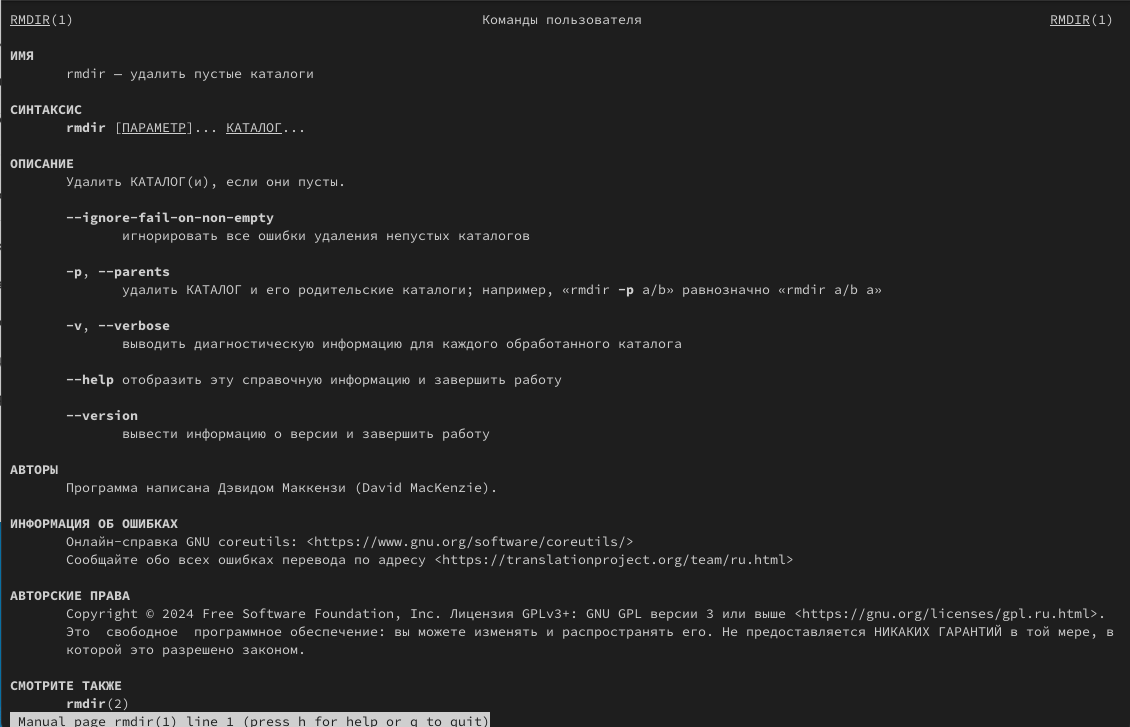 RMDIR(1) Команды пользователя RMDIR(1)
ИМЯ
rmdir — удалить пустые каталоги
СИНТАКСИС
rmdir [ПАРАМЕТР]... КАТАЛОГ...
ОПИСАНИЕ
Удалить КАТАЛОГ(и), если они пусты.
--ignore-fail-on-non-empty
игнорировать все ошибки удаления непустых каталогов
-p, --parents
удалить КАТАЛОГ и его родительские каталоги; например, «rmdir -p a/b» равнозначно «rmdir a/b a»
-v, --verbose
выводить диагностическую информацию для каждого обработанного каталога
--help отобразить эту справочную информацию и завершить работу
--version
вывести информацию о версии и завершить работу
АВТОРЫ
Программа написана Дэвидом Маккензи (David MacKenzie).
ИНФОРМАЦИЯ ОБ ОШИБКАХ
Онлайн-справка GNU coreutils: <https://www.gnu.org/software/coreutils/>
Сообщайте обо всех ошибках перевода по адресу <https://translationproject.org/team/ru.html>
АВТОРСКИЕ ПРАВА
Copyright © 2024 Free Software Foundation, Inc. Лицензия GPLv3+: GNU GPL версии 3 или выше <https://gnu.org/licenses/gpl.ru.html>.
Это свободное программное обеспечение: вы можете изменять и распространять его. Не предоставляется НИКАКИХ ГАРАНТИЙ в той мере, в
которой это разрешено законом.
СМОТРИТЕ ТАКЖЕ
rmdir(2)
Manual page rmdir(1) line 1 (press h for help or q to quit)